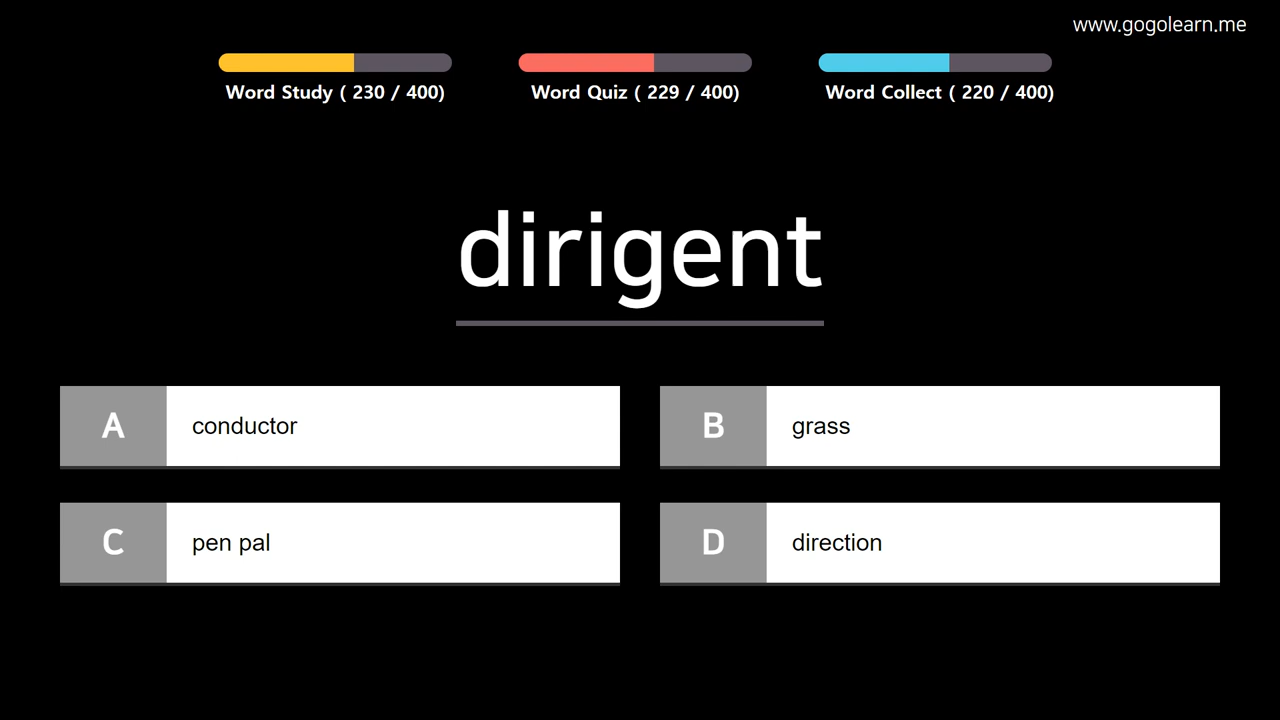 www.gogolearn.me
Word Study ( 230 / 400)
Word Quiz ( 229 / 400)
Word Collect ( 220 / 400)
dirigent
A conductor
B grass
C pen pal
D direction